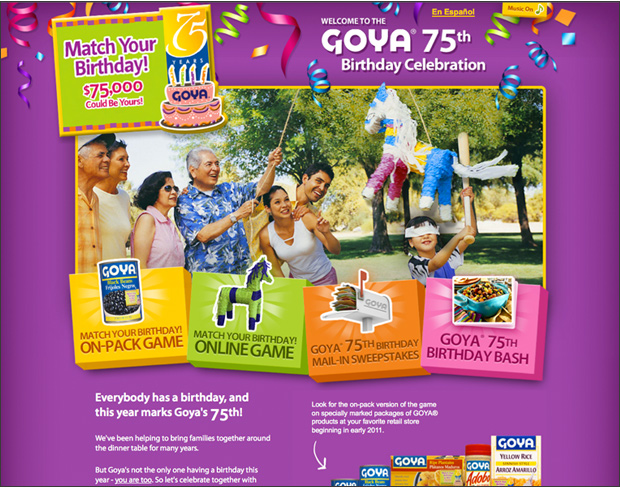 En Español
Music On
Match Your
Birthday!
$75,000
Could Be Yours!
75
YEARS
GOYA
WELCOME TO THE
GOYA® 75th
Birthday Celebration
GOYA
Black Beans
Frijoles Negros
MATCH YOUR BIRTHDAY!
ON-PACK GAME
MATCH YOUR BIRTHDAY!
ONLINE GAME
GOYA
GOYA® 75TH BIRTHDAY
MAIL-IN SWEEPSTAKES
GOYA® 75TH
BIRTHDAY BASH
Everybody has a birthday, and
this year marks Goya's 75th!
We've been helping to bring families together around
the dinner table for many years.
But Goya's not the only one having a birthday this
year - you are too. So let's celebrate together with
Look for the on-pack version of the game
on specially marked packages of GOYA®
products at your favorite retail store
beginning in early 2011.
GOYA
GOYA
GOYA
GOYA
Adobo
GOYA
YELLOW RICE
ARROZ AMARILLO